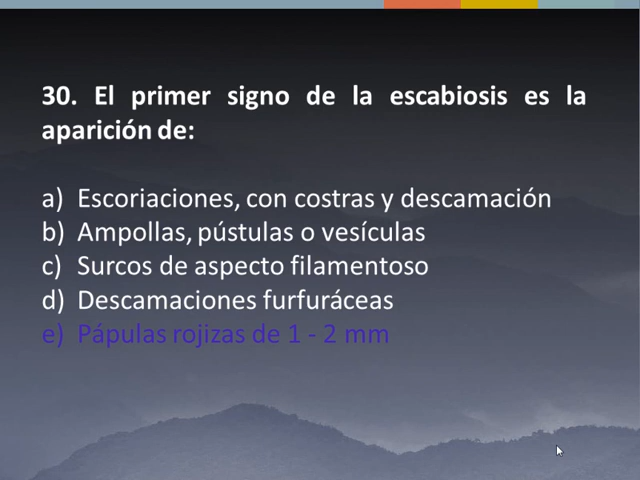 30. El primer signo de la escabiosis es la
aparición de:
a) Escoriaciones, con costras y descamación
b) Ampollas, pústulas o vesículas
c) Surcos de aspecto filamentoso
d) Descamaciones furfuráceas
e) Pápulas rojizas de 1 - 2 mm